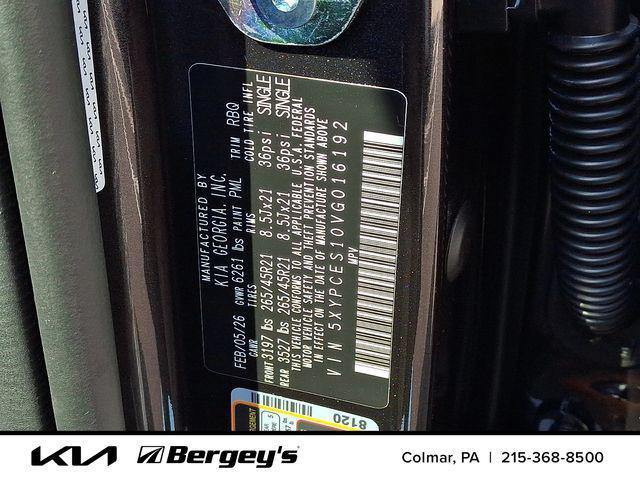 MANUFACTURED BY
KIA GEORGIA, INC.
FEB/05/26 GVWR 6261 lbs PAINT PML TRIM RBQ
GAWR TIRES RIMS COLD TIRE INFL
FRONT 3197 lbs 265/45R21 8.5Jx21 36psi SINGLE
REAR 3527 lbs 265/45R21 8.5Jx21 36psi SINGLE
THIS VEHICLE CONFORMS TO ALL APPLICABLE U.S.A. FEDERAL
MOTOR VEHICLE SAFETY AND THEFT PREVENTION STANDARDS
IN EFFECT ON THE DATE OF MANUFACTURE SHOWN ABOVE
VIN 5XYPCES10VG016192
MPV
8120
KIA Bergey's
Colmar, PA | 215-368-8500